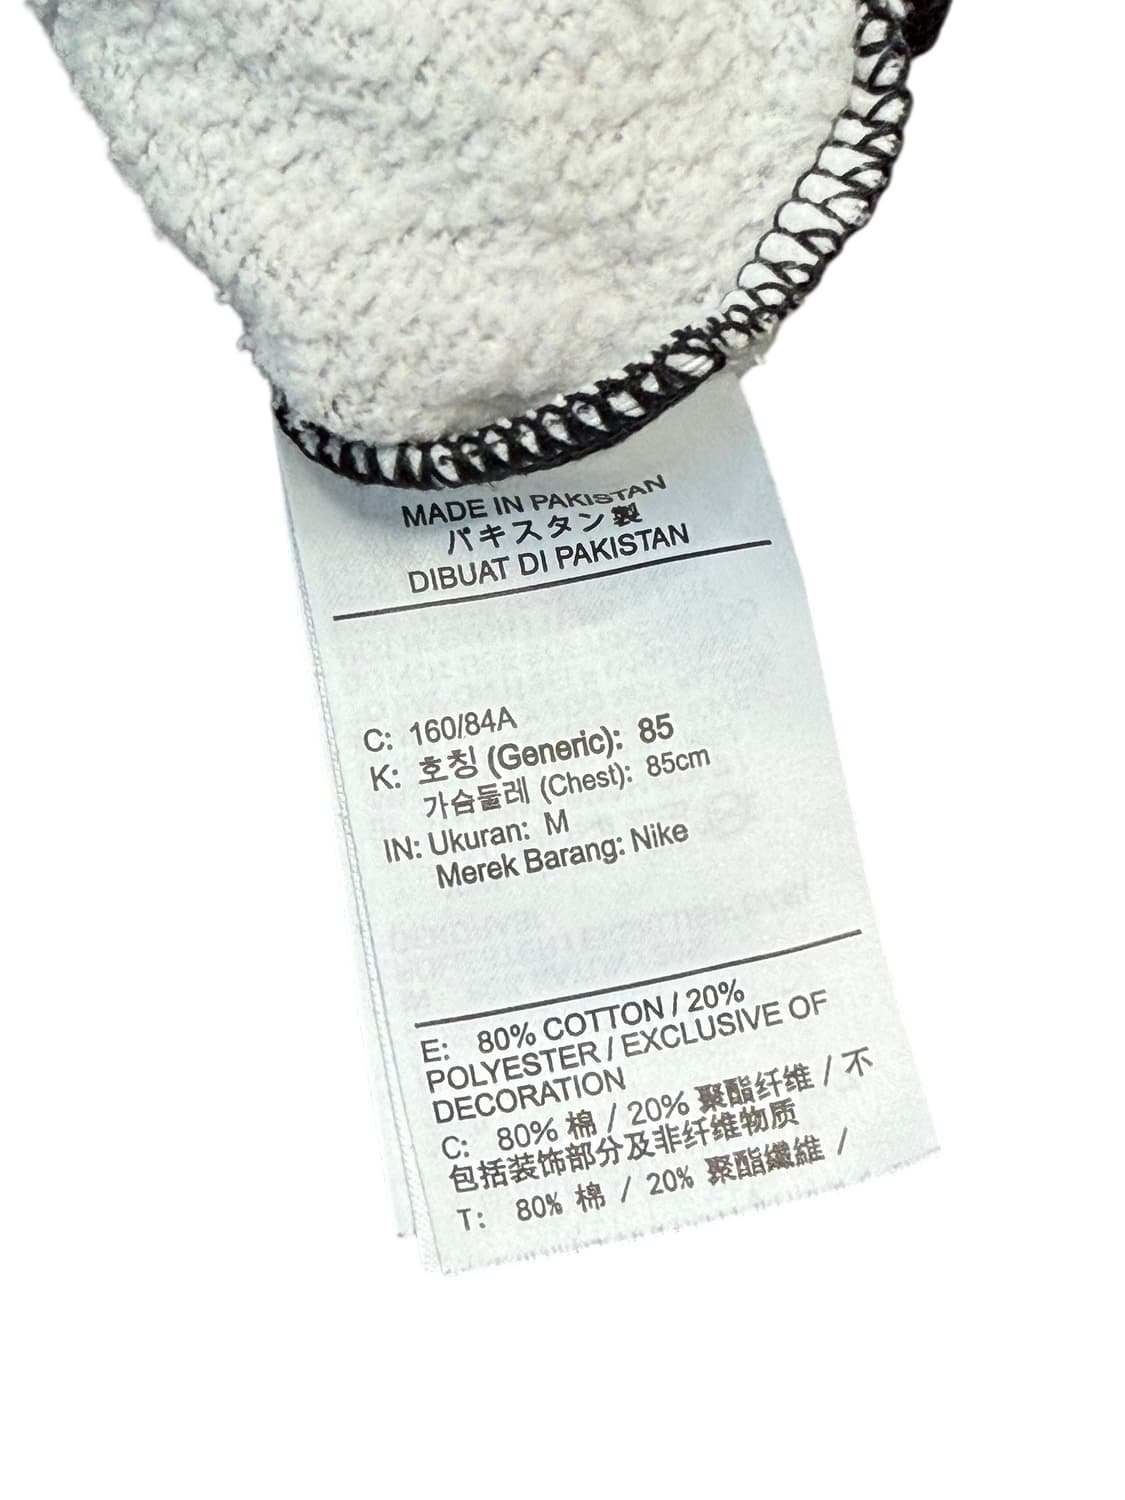 MADE IN PAKISTAN
パキスタン製
DIBUAT DI PAKISTAN
C: 160/84A
K: 호칭 (Generic): 85
가슴둘레 (Chest): 85cm
IN: Ukuran: M
Merek Barang: Nike
E: 80% COTTON / 20%
POLYESTER / EXCLUSIVE OF
DECORATION
C: 80% 棉 / 20% 聚酯纤维 / 不
包括装饰部分及非纤维物质
T: 80% 棉 / 20% 聚酯纖維 /